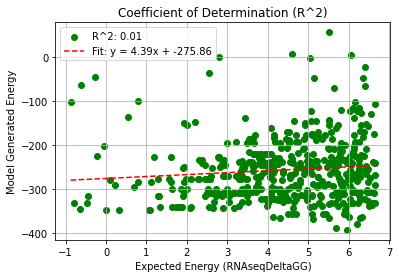 Coefficient of Determination (R^2)
R^2: 0.01
Fit: y = 4.39x + -275.86
Model Generated Energy
0
−100
−200
−300
−400
−1 0 1 2 3 4 5 6 7
Expected Energy (RNAseqDeltaGG)